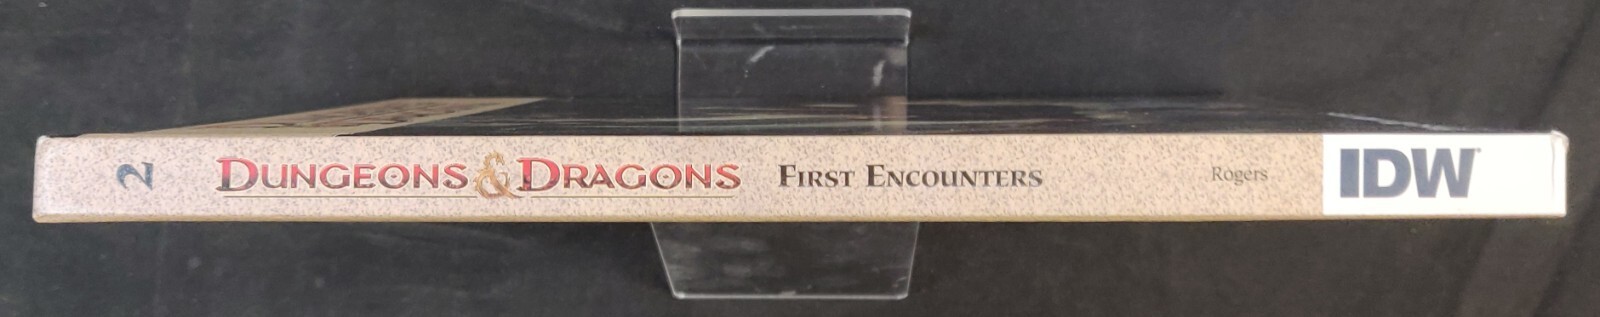 2 DUNGEONS & DRAGONS FIRST ENCOUNTERS Rogers IDW